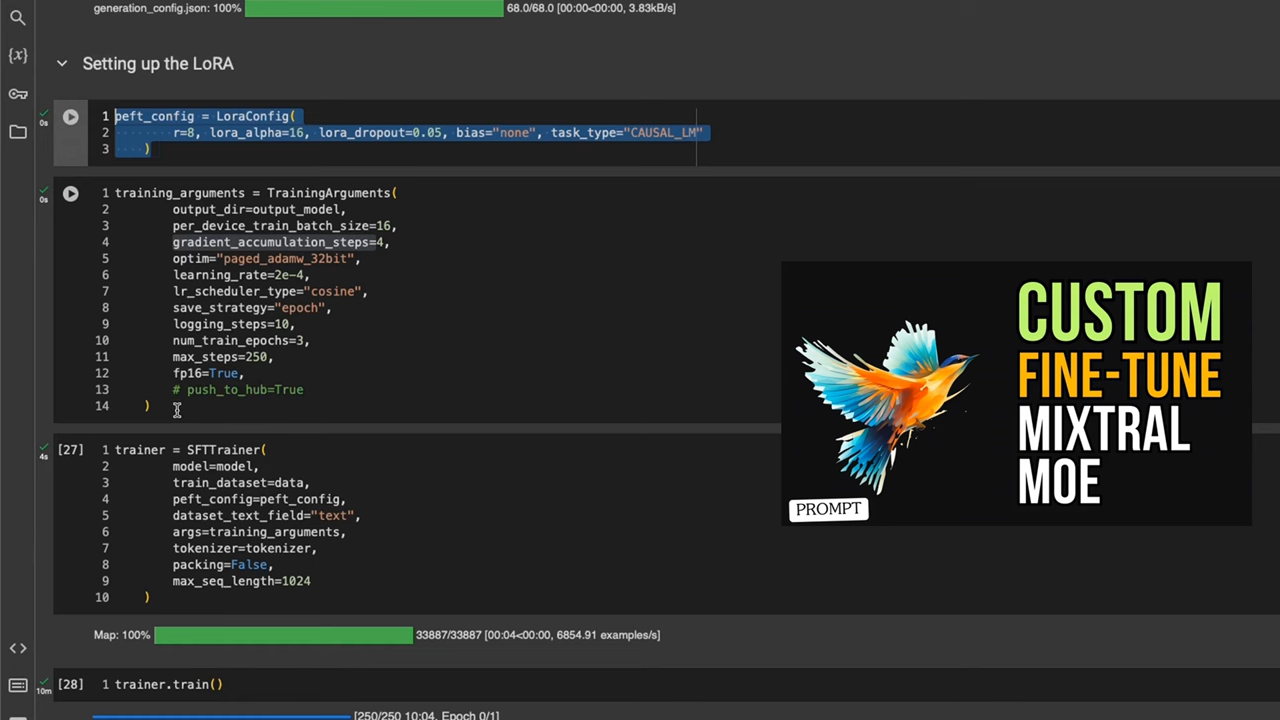 generation_config.json: 100% 68.0/68.0 [00:00<00:00, 3.83kB/s]
Setting up the LoRA
{x}
0s
1 peft_config = LoraConfig(
2 r=8, lora_alpha=16, lora_dropout=0.05, bias="none", task_type="CAUSAL_LM"
3 )
0s
1 training_arguments = TrainingArguments(
2 output_dir=output_model,
3 per_device_train_batch_size=16,
4 gradient_accumulation_steps=4,
5 optim="paged_adamw_32bit",
6 learning_rate=2e-4,
7 lr_scheduler_type="cosine",
8 save_strategy="epoch",
9 logging_steps=10,
10 num_train_epochs=3,
11 max_steps=250,
12 fp16=True,
13 # push_to_hub=True
14 )
CUSTOM
FINE-TUNE
MIXTRAL
MOE
PROMPT
4s
[27] 1 trainer = SFTTrainer(
2 model=model,
3 train_dataset=data,
4 peft_config=peft_config,
5 dataset_text_field="text",
6 args=training_arguments,
7 tokenizer=tokenizer,
8 packing=False,
9 max_seq_length=1024
10 )
Map: 100% 33887/33887 [00:04<00:00, 6854.91 examples/s]
10m
[28] 1 trainer.train()
[250/250 10:04, Epoch 0/1]